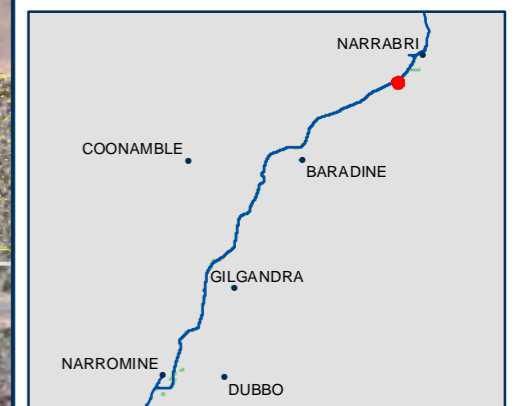 NARRABRI
COONAMBLE
BARADINE
GILGANDRA
NARROMINE
DUBBO